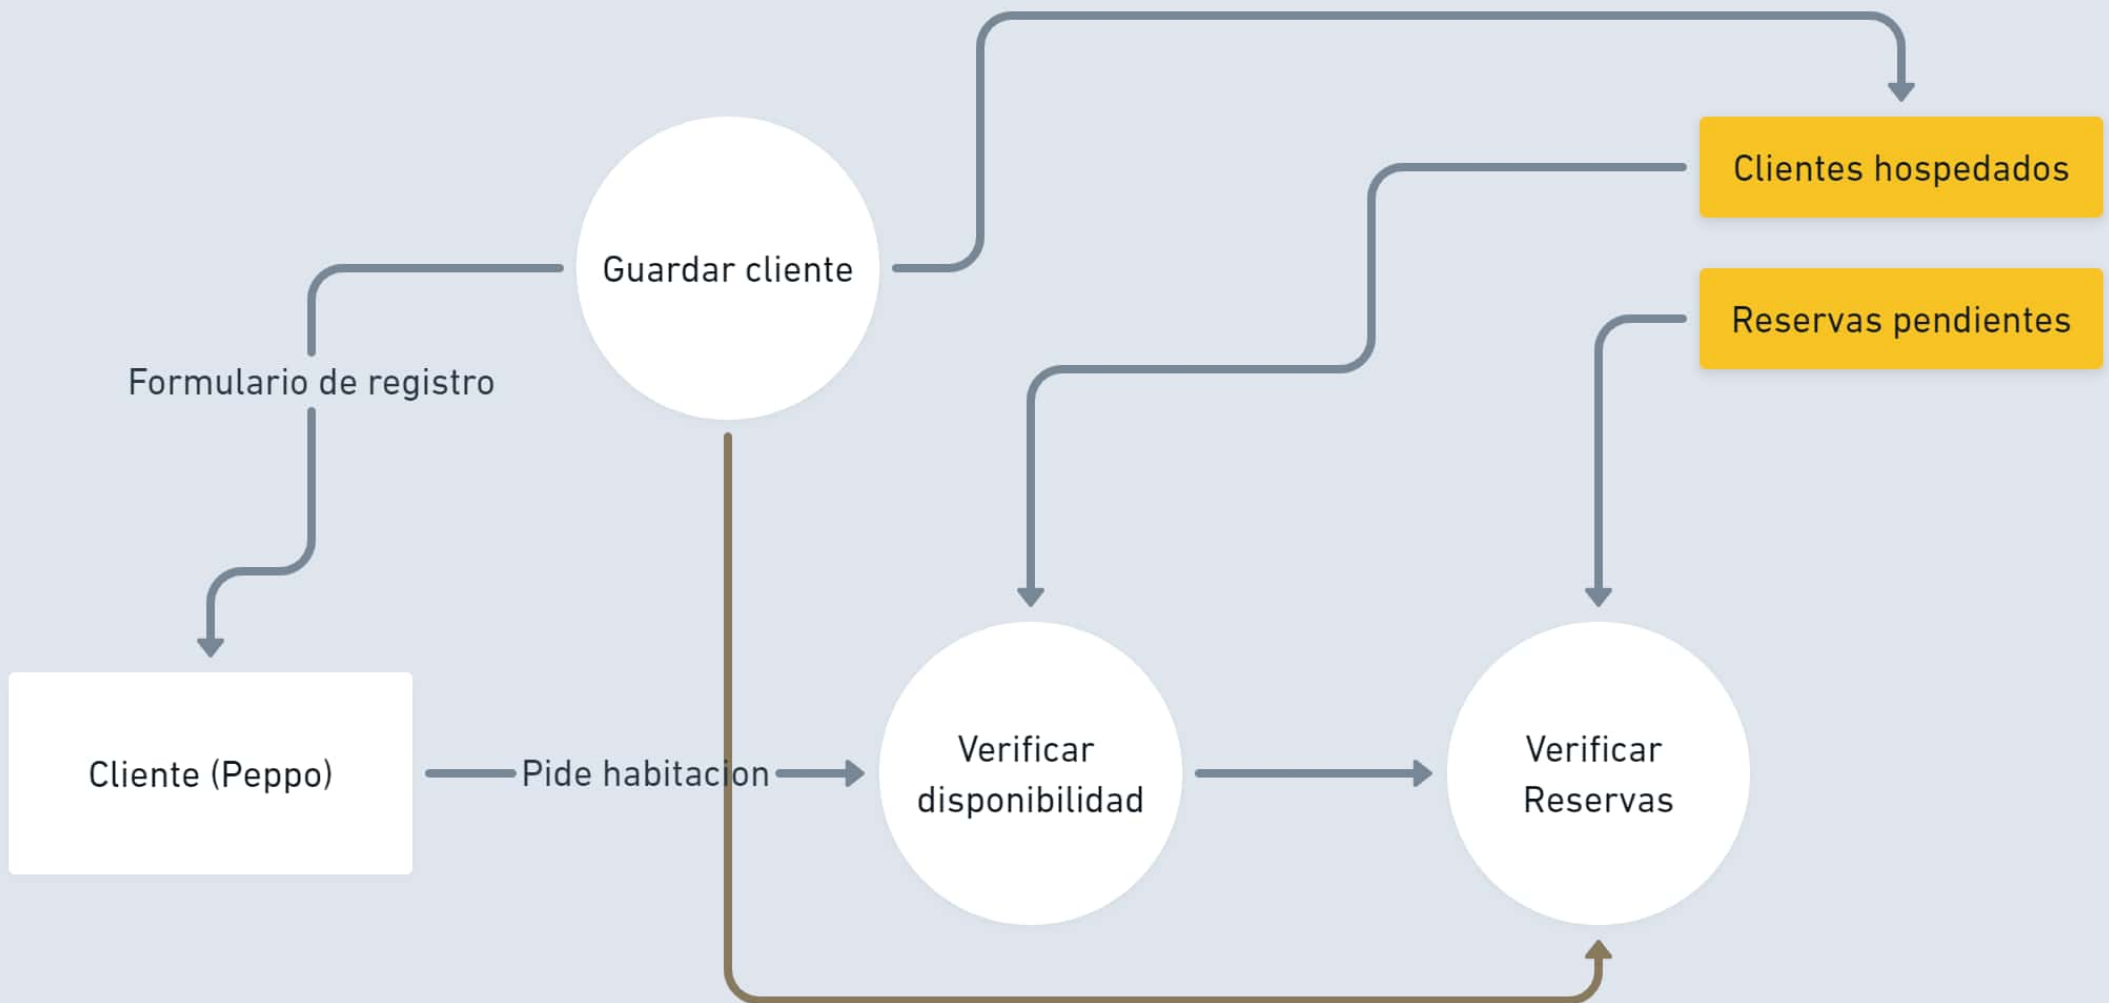 Clientes hospedados
Guardar cliente
Reservas pendientes
Formulario de registro
Cliente (Peppo)
Pide habitacion
Verificar
disponibilidad
Verificar
Reservas